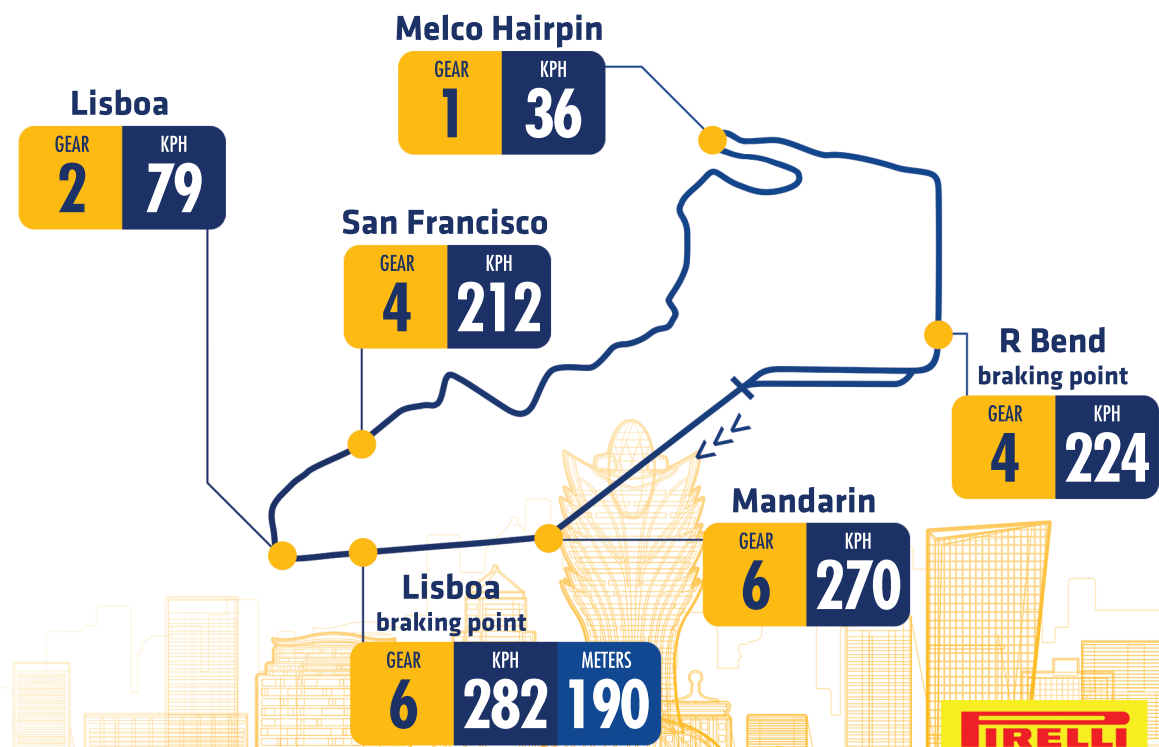 Melco Hairpin
GEAR KPH
1 36
Lisboa
GEAR KPH
2 79
San Francisco
GEAR KPH
4 212
R Bend
braking point
GEAR KPH
4 224
Mandarin
GEAR KPH
6 270
Lisboa
braking point
GEAR KPH METERS
6 282 190
PIRELLI